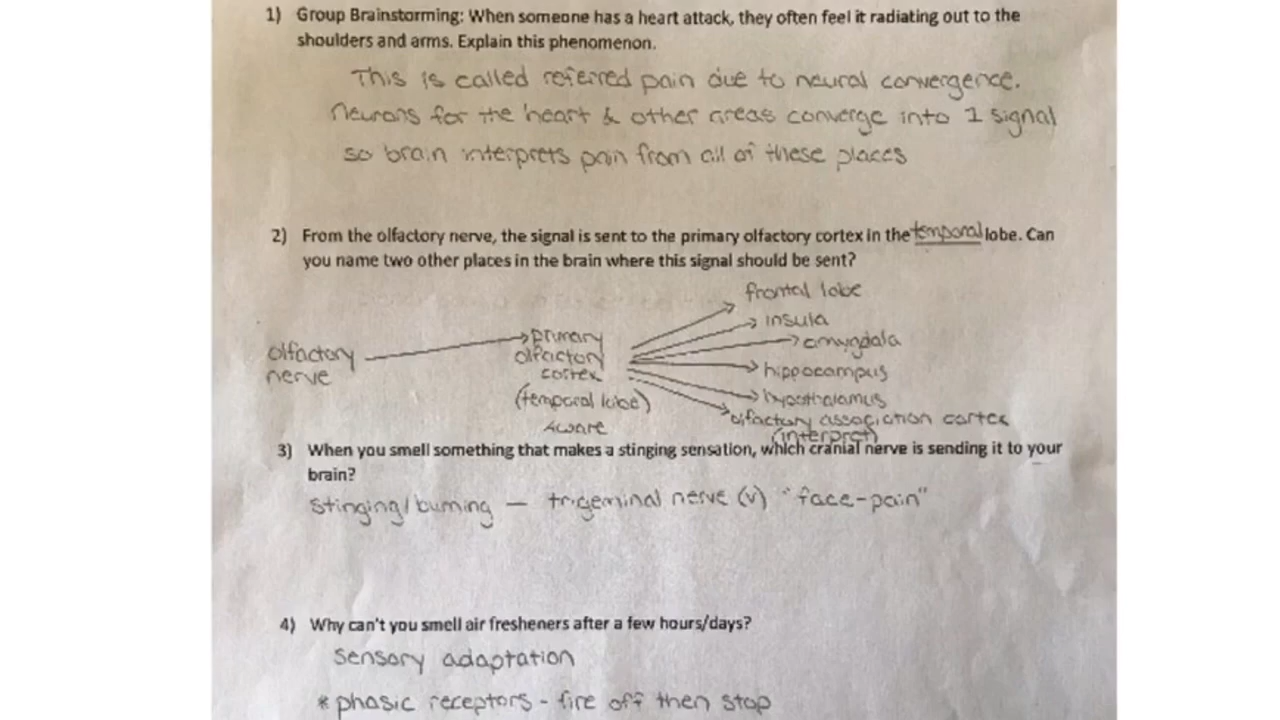 1) Group Brainstorming: When someone has a heart attack, they often feel it radiating out to the
shoulders and arms. Explain this phenomenon.
This is called referred pain due to neural convergence.
Neurons for the heart & other areas converge into 1 signal
so brain interprets pain from all of these places
2) From the olfactory nerve, the signal is sent to the primary olfactory cortex in the temporal lobe. Can
you name two other places in the brain where this signal should be sent?
frontal lobe
insula
amygdala
hippocampus
hypothalamus
olfactory association cortex
(interpret)
olfactory
nerve
primary
olfactory
cortex
(temporal lobe)
Aware
3) When you smell something that makes a stinging sensation, which cranial nerve is sending it to your
brain?
Stinging/burning — trigeminal nerve (V) "face-pain"
4) Why can't you smell air fresheners after a few hours/days?
sensory adaptation
* phasic receptors - fire off then stop